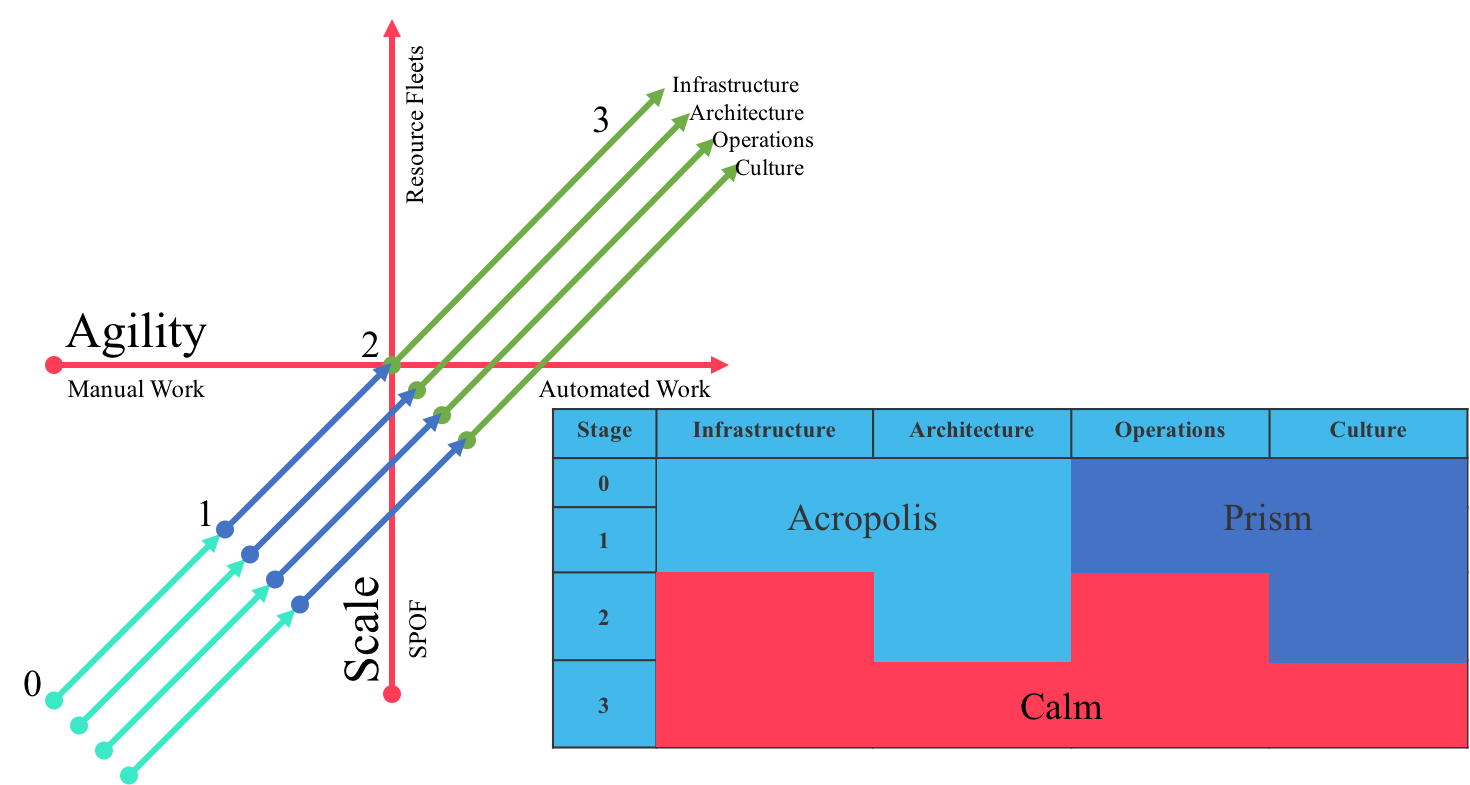 Resource Fleets
Infrastructure
3
Architecture
Operations
Culture
Agility
2
Manual Work
Automated Work
1
Scale
SPOF
0
Stage Infrastructure Architecture Operations Culture
0
Acropolis Prism
1
2
3
Calm